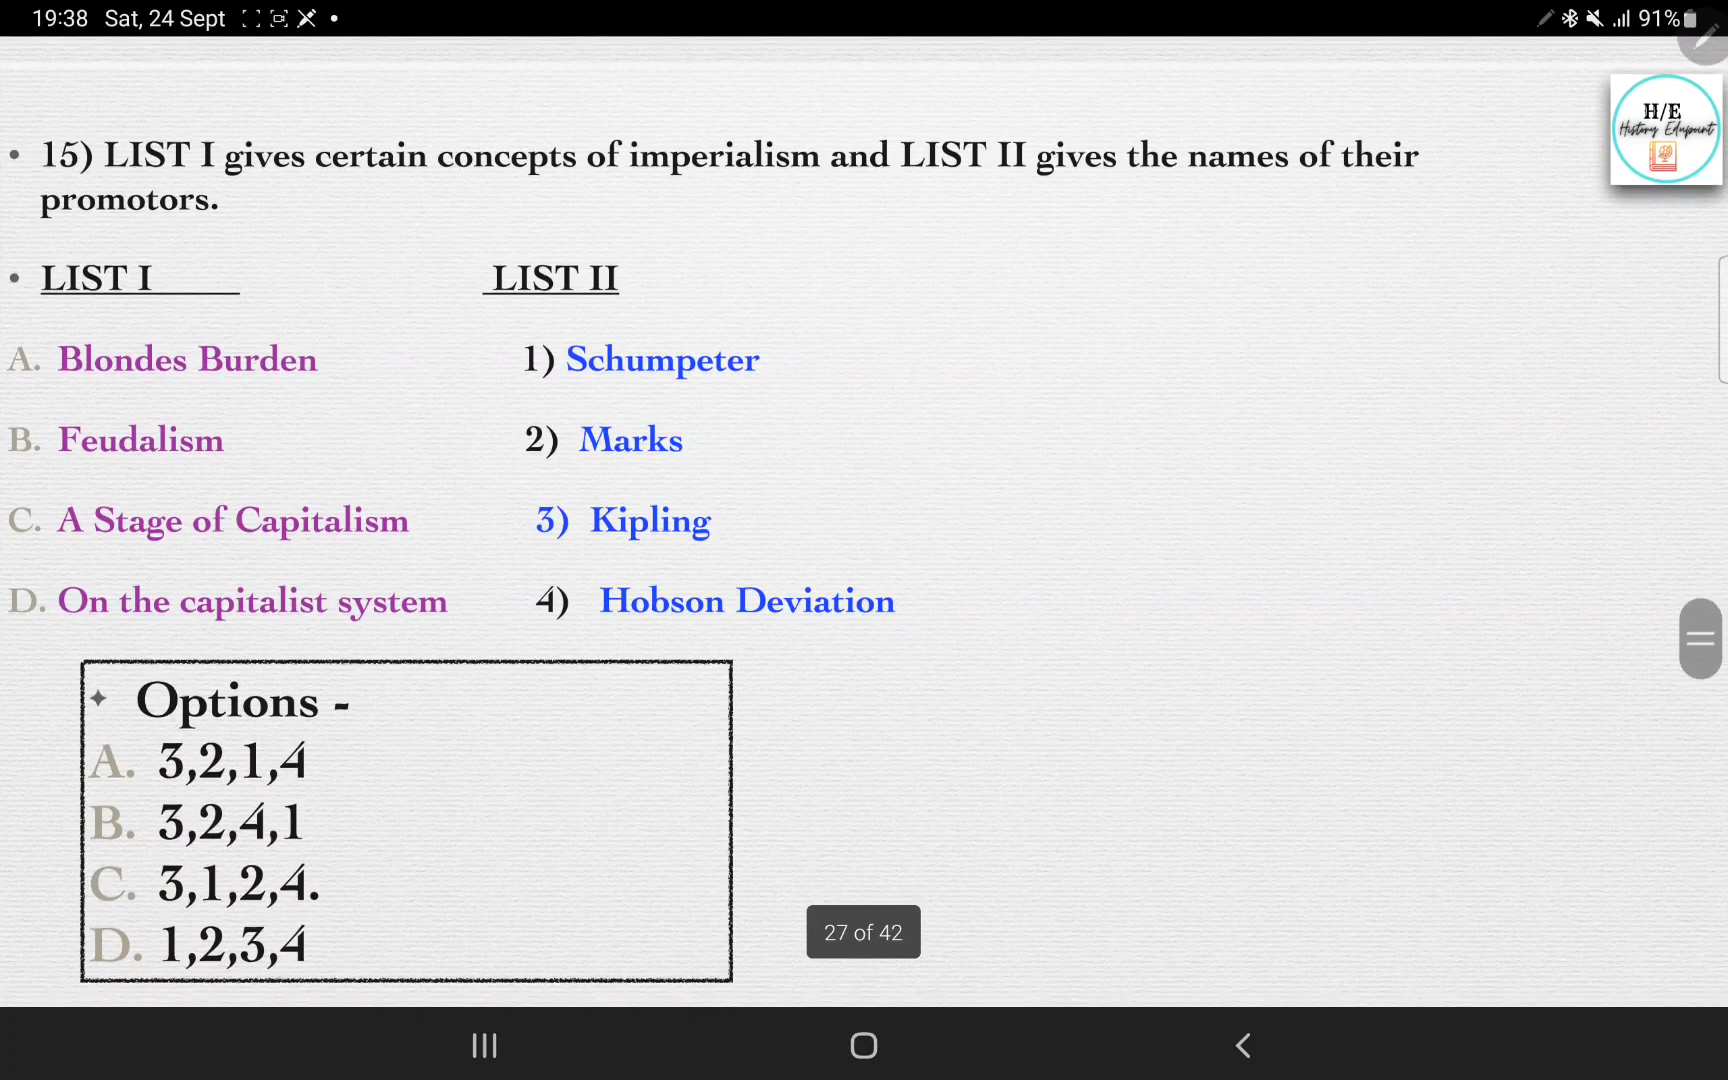 19:38 Sat, 24 Sept
91%
H/E
History Edupoint
• 15) LIST I gives certain concepts of imperialism and LIST II gives the names of their
promotors.
• LIST I LIST II
A. Blondes Burden 1) Schumpeter
B. Feudalism 2) Marks
C. A Stage of Capitalism 3) Kipling
D. On the capitalist system 4) Hobson Deviation
Options -
A. 3,2,1,4
B. 3,2,4,1
C. 3,1,2,4.
D. 1,2,3,4
27 of 42